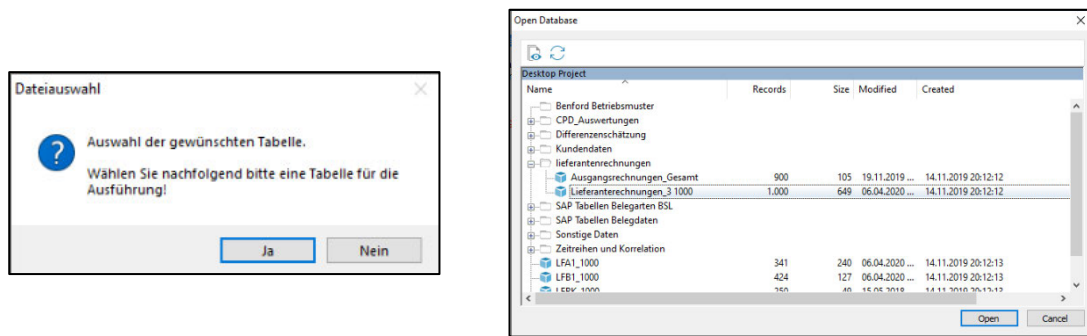 Dateiauswahl
Auswahl der gewünschten Tabelle.
Wählen Sie nachfolgend bitte eine Tabelle für die
Ausführung!
Ja Nein
Open Database
Desktop Project
Name Records Size Modified Created
Benford Betriebsmuster
CPD_Auswertungen
Differenzenschätzung
Kundendaten
lieferantenrechnungen
Ausgangsrechnungen_Gesamt 900 105 19.11.2019 ... 14.11.2019 20:12:12
Lieferanterechnungen_3 1000 1.000 649 06.04.2020 ... 14.11.2019 20:12:12
SAP Tabellen Belegarten BSL
SAP Tabellen Belegdaten
Sonstige Daten
Zeitreihen und Korrelation
LFA1_1000 341 240 06.04.2020 ... 14.11.2019 20:12:13
LFB1_1000 424 127 06.04.2020 ... 14.11.2019 20:12:13
Open Cancel